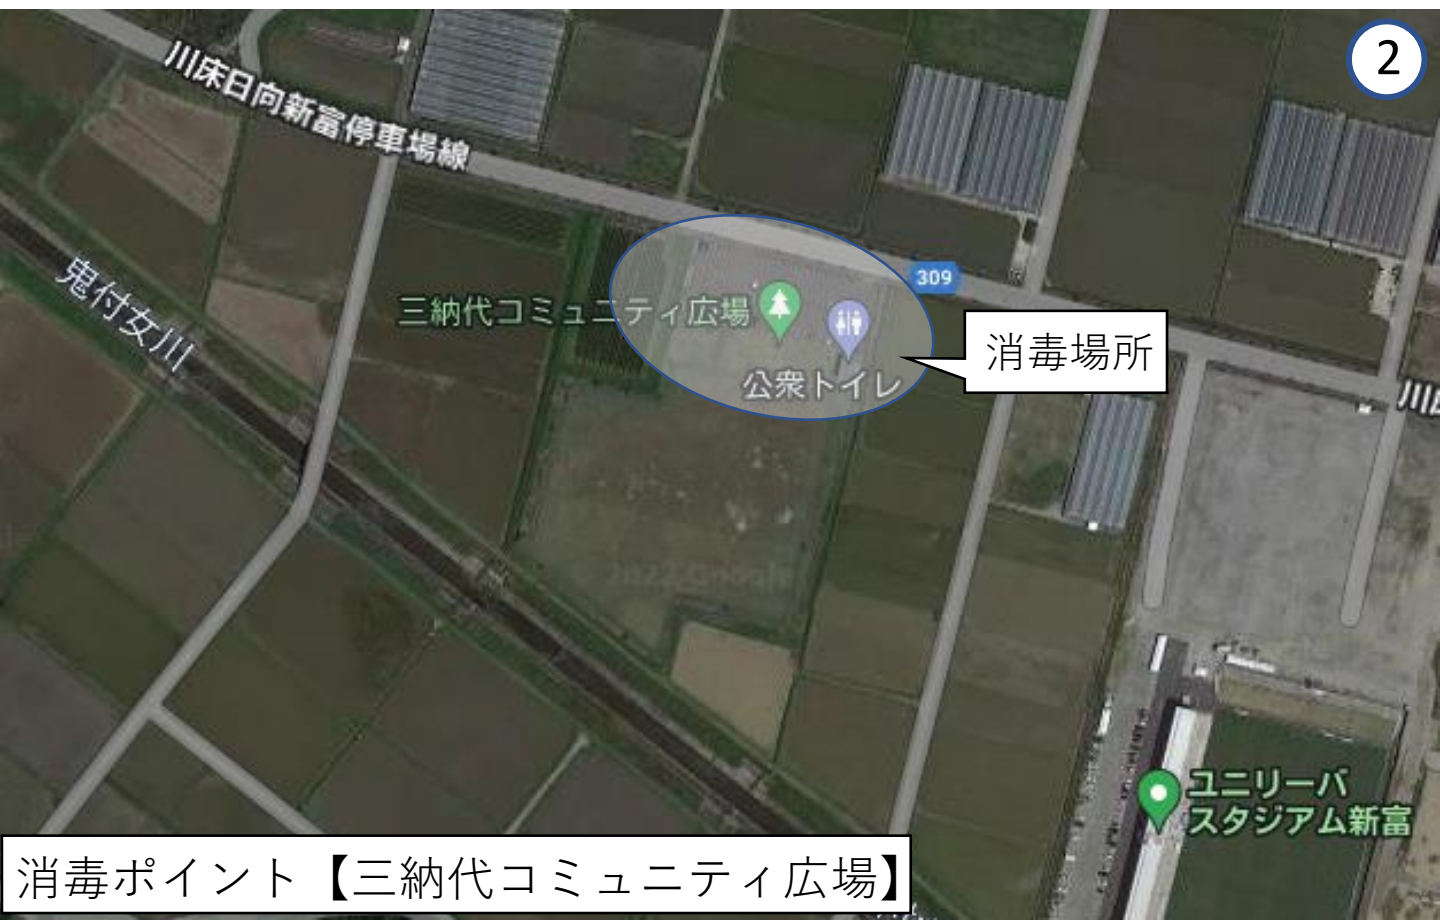 2
川床日向新富停車場線
鬼付女川
309
三納代コミュニティ広場
消毒場所
公衆トイレ
ユニリーバ
スタジアム新富
消毒ポイント【三納代コミュニティ広場】